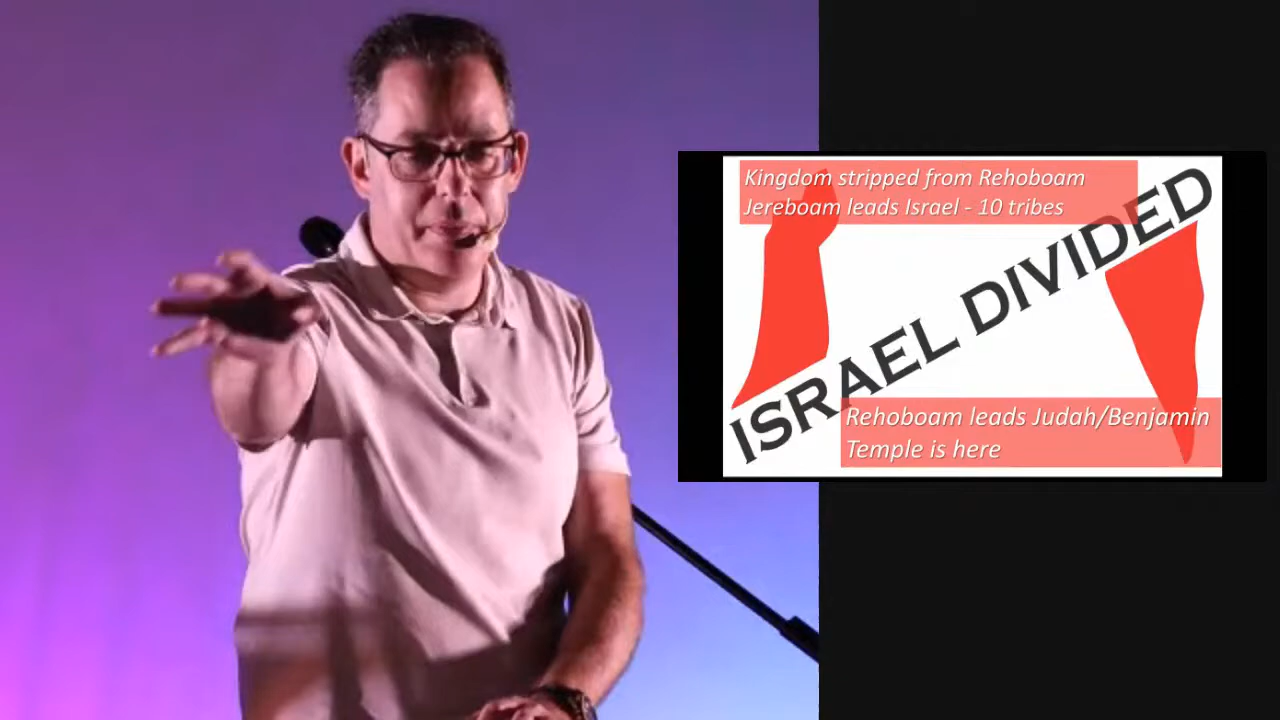 Kingdom stripped from Rehoboam
Jereboam leads Israel - 10 tribes
ISRAEL DIVIDED
Rehoboam leads Judah/Benjamin
Temple is here